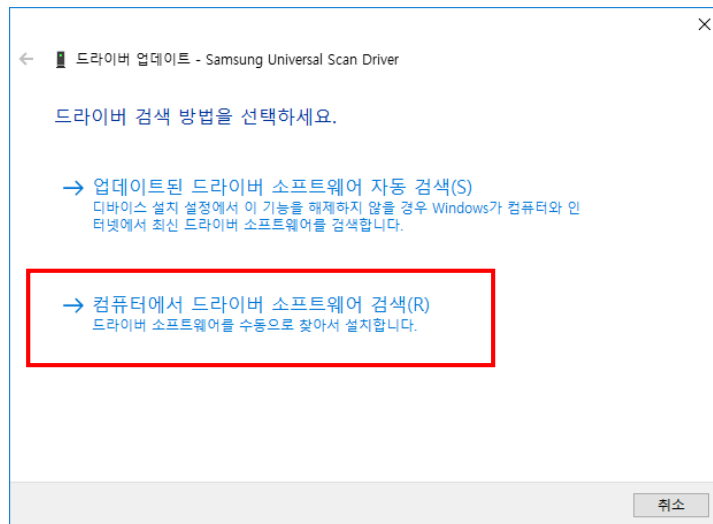 드라이버 업데이트 - Samsung Universal Scan Driver
드라이버 검색 방법을 선택하세요.
업데이트된 드라이버 소프트웨어 자동 검색(S)
디바이스 설치 설정에서 이 기능을 해제하지 않을 경우 Windows가 컴퓨터와 인
터넷에서 최신 드라이버 소프트웨어를 검색합니다.
컴퓨터에서 드라이버 소프트웨어 검색(R)
드라이버 소프트웨어를 수동으로 찾아서 설치합니다.
취소